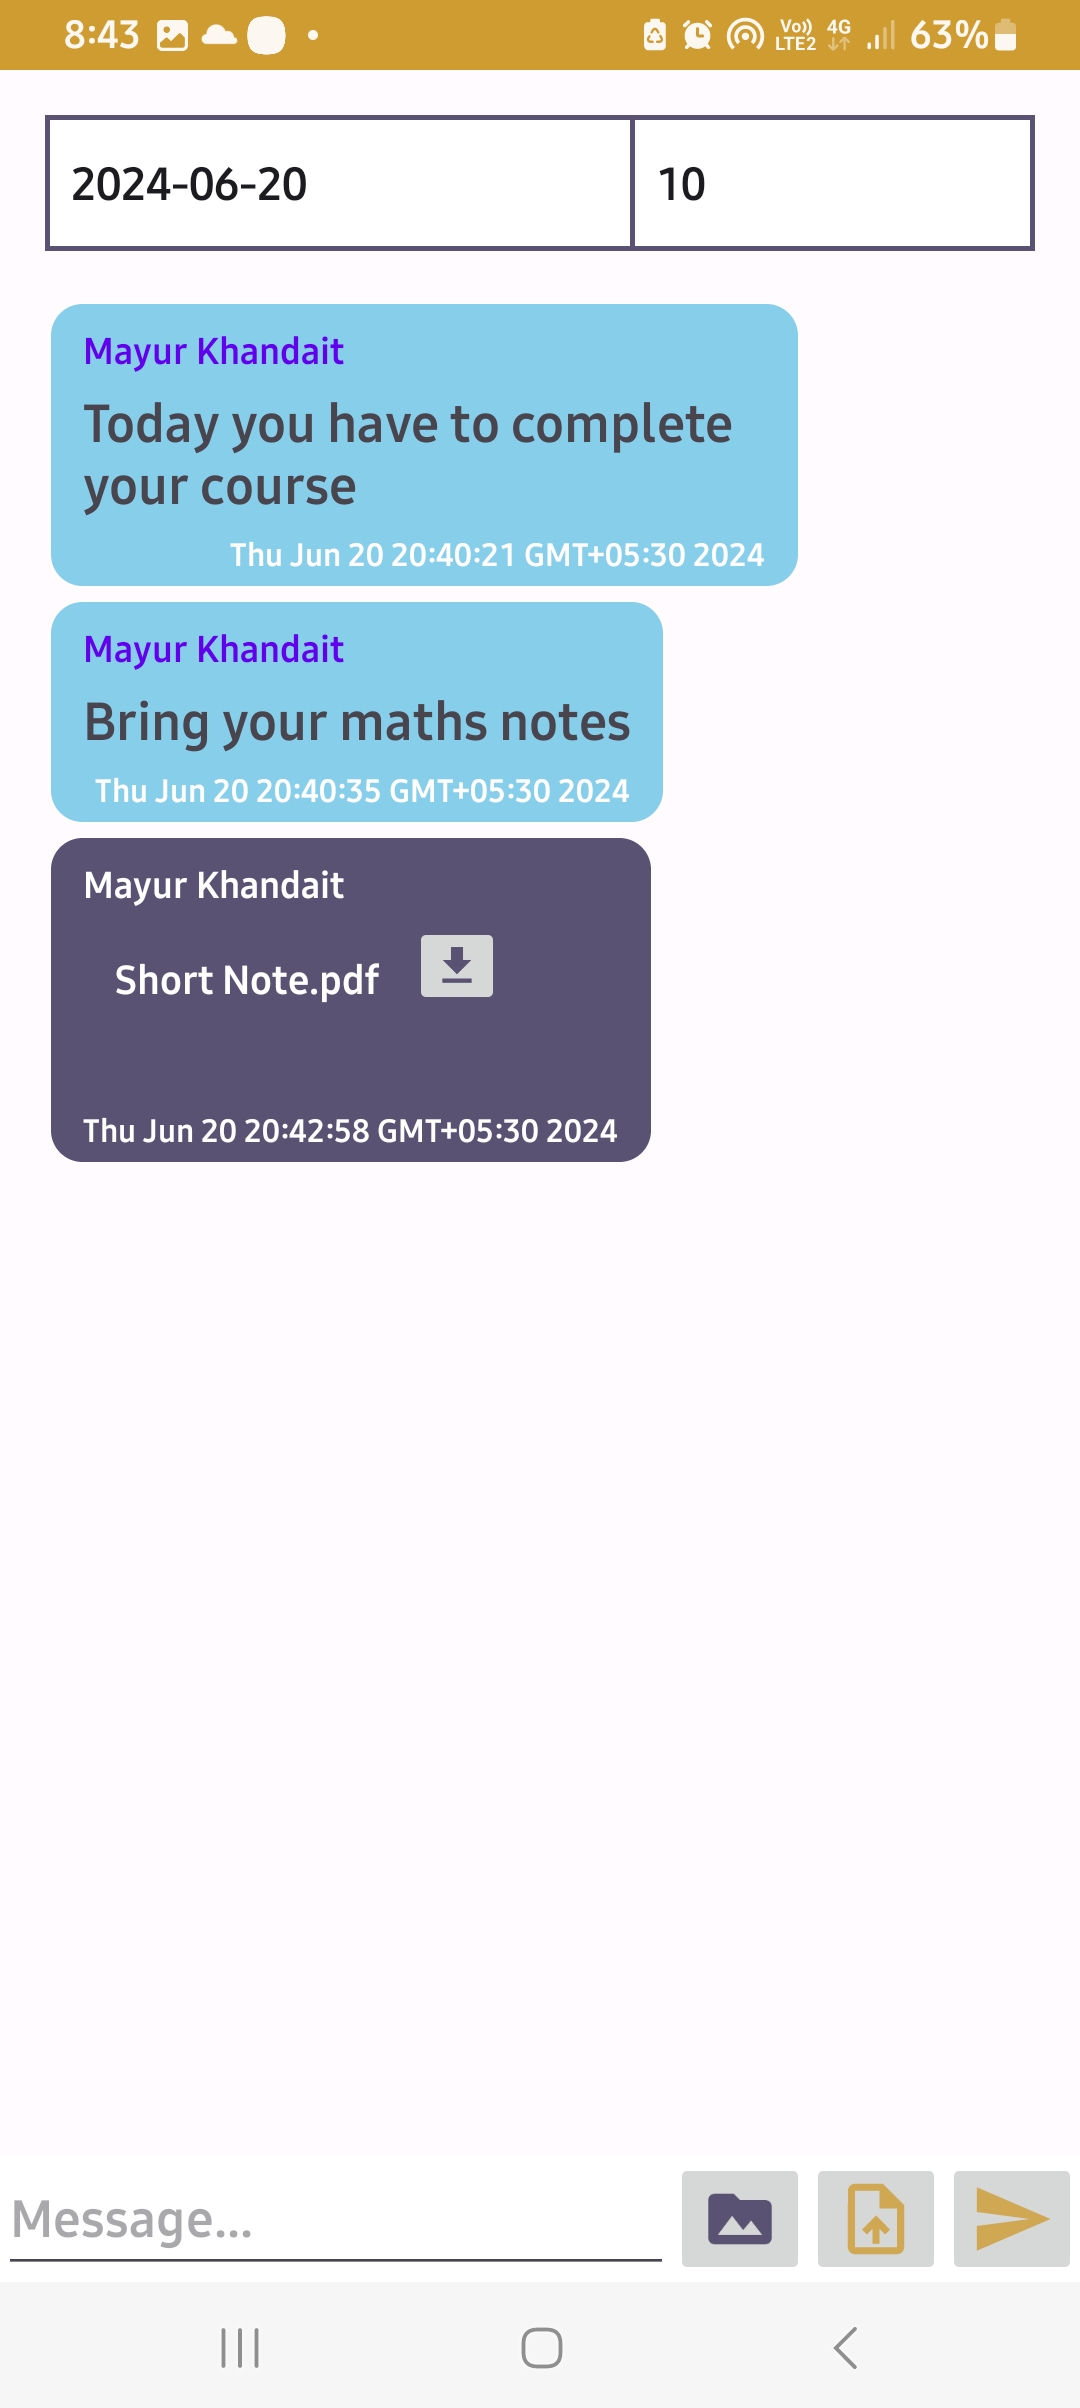 8:43
Vo)) 4G
LTE2
63%
2024-06-20
10
Mayur Khandait
Today you have to complete
your course
Thu Jun 20 20:40:21 GMT+05:30 2024
Mayur Khandait
Bring your maths notes
Thu Jun 20 20:40:35 GMT+05:30 2024
Mayur Khandait
Short Note.pdf
Thu Jun 20 20:42:58 GMT+05:30 2024
Message...